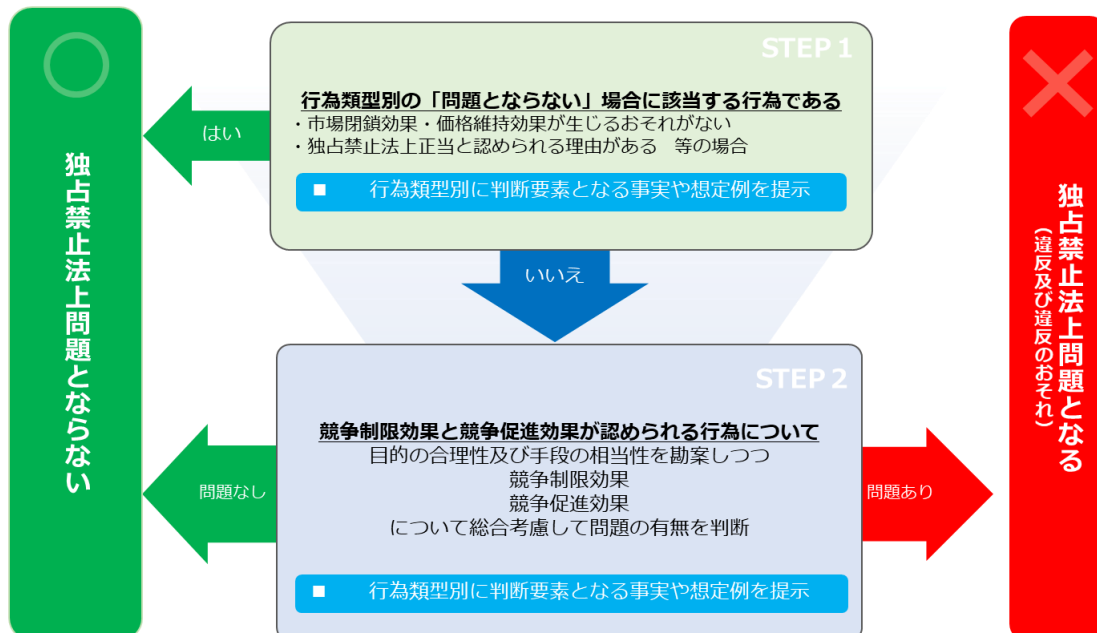 独占禁止法上問題とならない
STEP 1
行為類型別の「問題とならない」場合に該当する行為である
・市場閉鎖効果・価格維持効果が生じるおそれがない
・独占禁止法上正当と認められる理由がある　等の場合
■ 行為類型別に判断要素となる事実や想定例を提示
はい
いいえ
STEP 2
競争制限効果と競争促進効果が認められる行為について
目的の合理性及び手段の相当性を勘案しつつ
競争制限効果
競争促進効果
について総合考慮して問題の有無を判断
■ 行為類型別に判断要素となる事実や想定例を提示
問題なし
問題あり
独占禁止法上問題となる
（違反及び違反のおそれ）